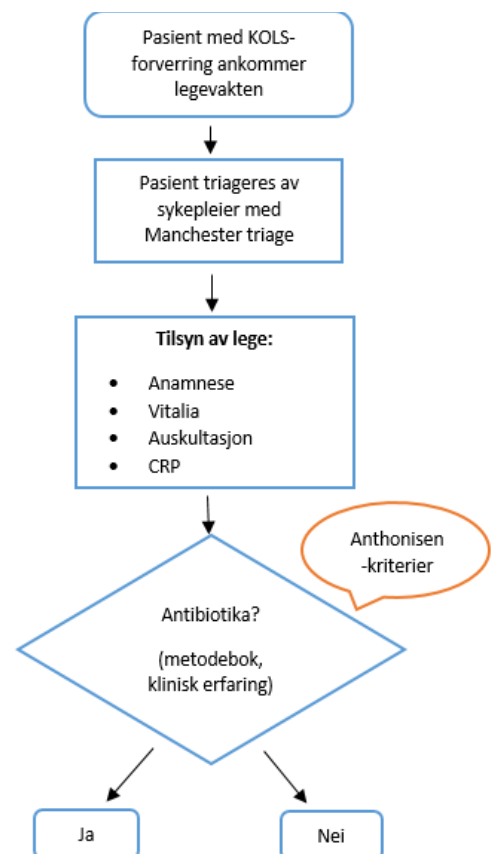 Pasient med KOLS-
forverring ankommer
legevakten
Pasient triageres av
sykepleier med
Manchester triage
Tilsyn av lege:
• Anamnese
• Vitalia
• Auskultasjon
• CRP
Anthonisen
-kriterier
Antibiotika?
(metodebok,
klinisk erfaring)
Ja
Nei